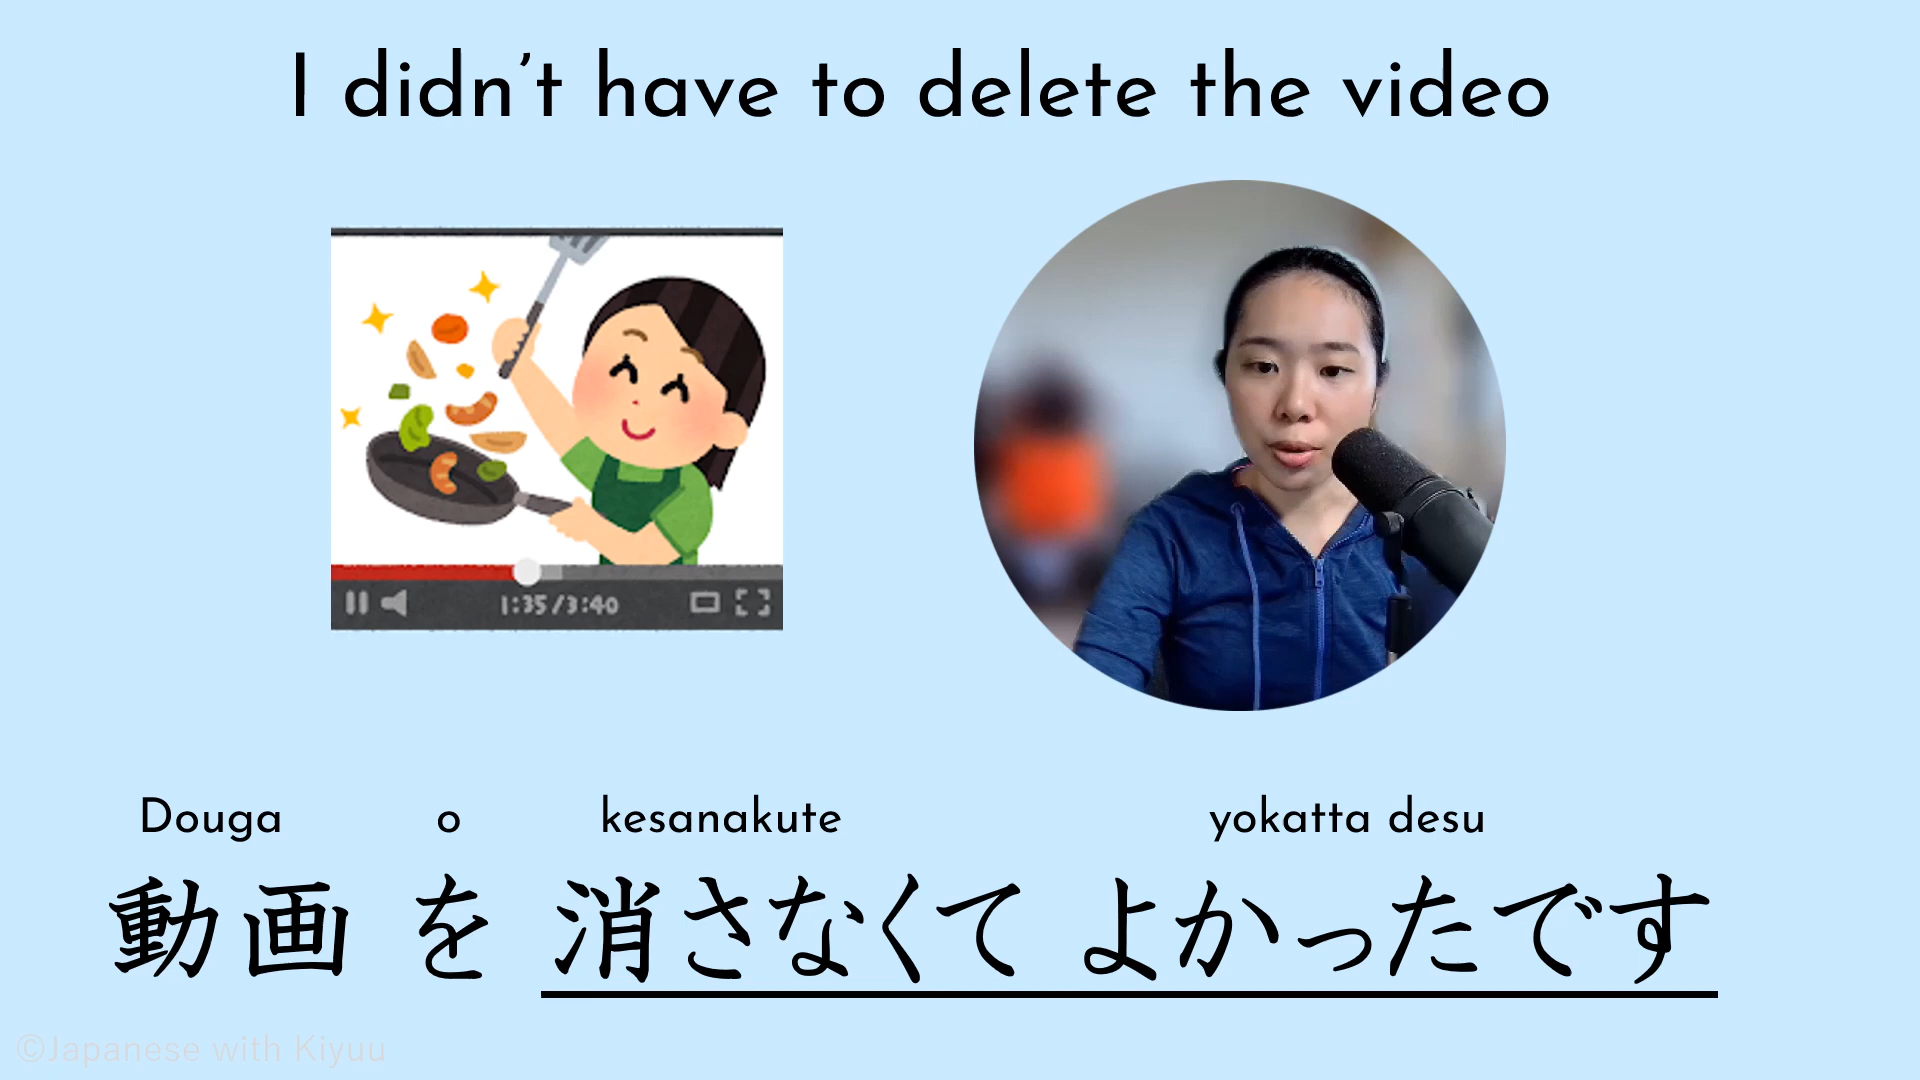 I didn’t have to delete the video
1:35/3:40
Douga o kesanakute yokatta desu
動画 を 消さなくて よかったです
©Japanese with Kiyuu